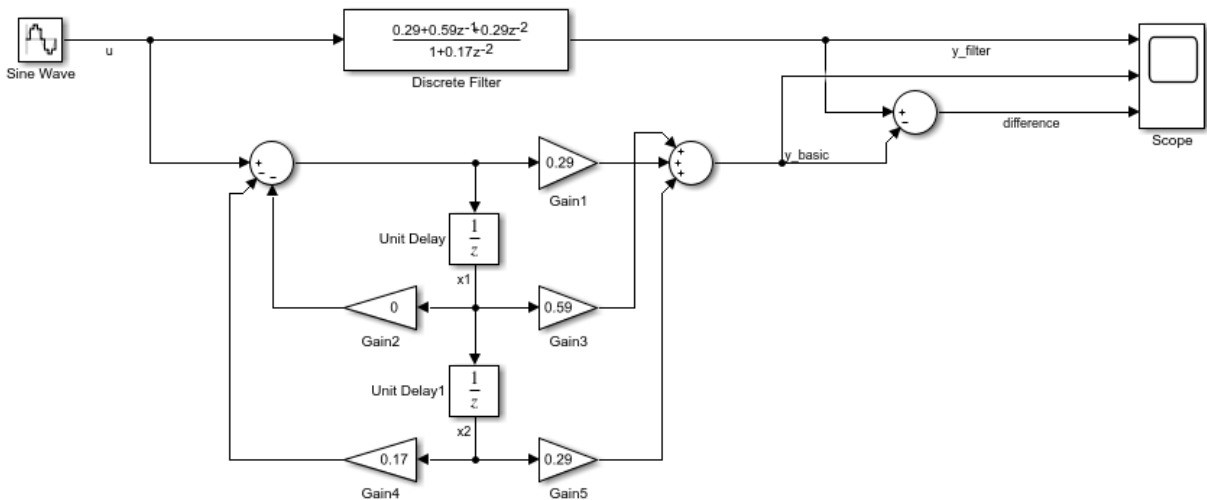 0.29+0.59z-1+0.29z-2
1+0.17z-2
Discrete Filter
Sine Wave
u
y_filter
+
−
difference
Scope
+
−
−
0.29
Gain1
+
+
+
y_basic
Unit Delay
1
z
x1
0
Gain2
0.59
Gain3
Unit Delay1
1
z
x2
0.17
Gain4
0.29
Gain5